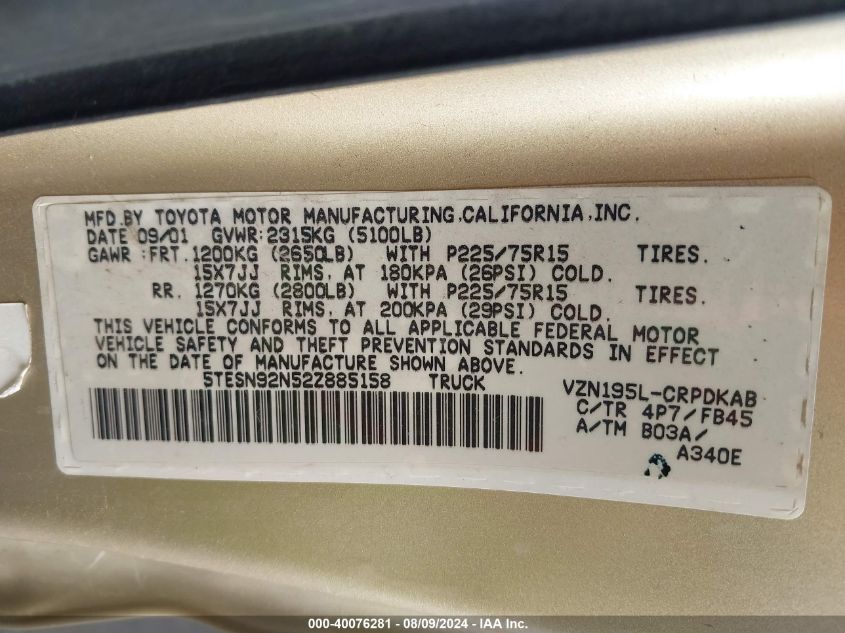 MFD.BY TOYOTA MOTOR MANUFACTURING,CALIFORNIA,INC.
DATE 09/01 GVWR:2315KG (5100LB)
GAWR :FRT.1200KG (2650LB) WITH P225/75R15 TIRES.
15X7JJ RIMS, AT 180KPA (26PSI) COLD.
RR. 1270KG (2800LB) WITH P225/75R15 TIRES.
15X7JJ RIMS, AT 200KPA (29PSI) COLD.
THIS VEHICLE CONFORMS TO ALL APPLICABLE FEDERAL MOTOR
VEHICLE SAFETY AND THEFT PREVENTION STANDARDS IN EFFECT
ON THE DATE OF MANUFACTURE SHOWN ABOVE.
5TESN92N52Z885158 TRUCK
VZN195L-CRPDKAB
C/TR 4P7/FB45
A/TM B03A/
A340E
000-40076281 - 08/09/2024 - IAA Inc.